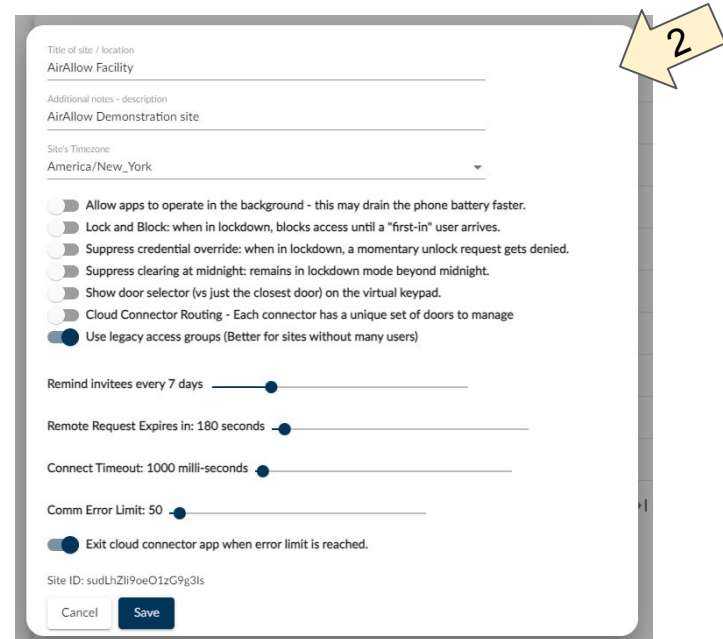 2
Title of site / location
AirAllow Facility
Additional notes - description
AirAllow Demonstration site
Site's Timezone
America/New_York
Allow apps to operate in the background - this may drain the phone battery faster.
Lock and Block: when in lockdown, blocks access until a "first-in" user arrives.
Suppress credential override: when in lockdown, a momentary unlock request gets denied.
Suppress clearing at midnight: remains in lockdown mode beyond midnight.
Show door selector (vs just the closest door) on the virtual keypad.
Cloud Connector Routing - Each connector has a unique set of doors to manage
Use legacy access groups (Better for sites without many users)
Remind invitees every 7 days
Remote Request Expires in: 180 seconds
Connect Timeout: 1000 milli-seconds
Comm Error Limit: 50
Exit cloud connector app when error limit is reached.
Site ID: sudLhZIi9oeO1zG9g3Is
Cancel Save